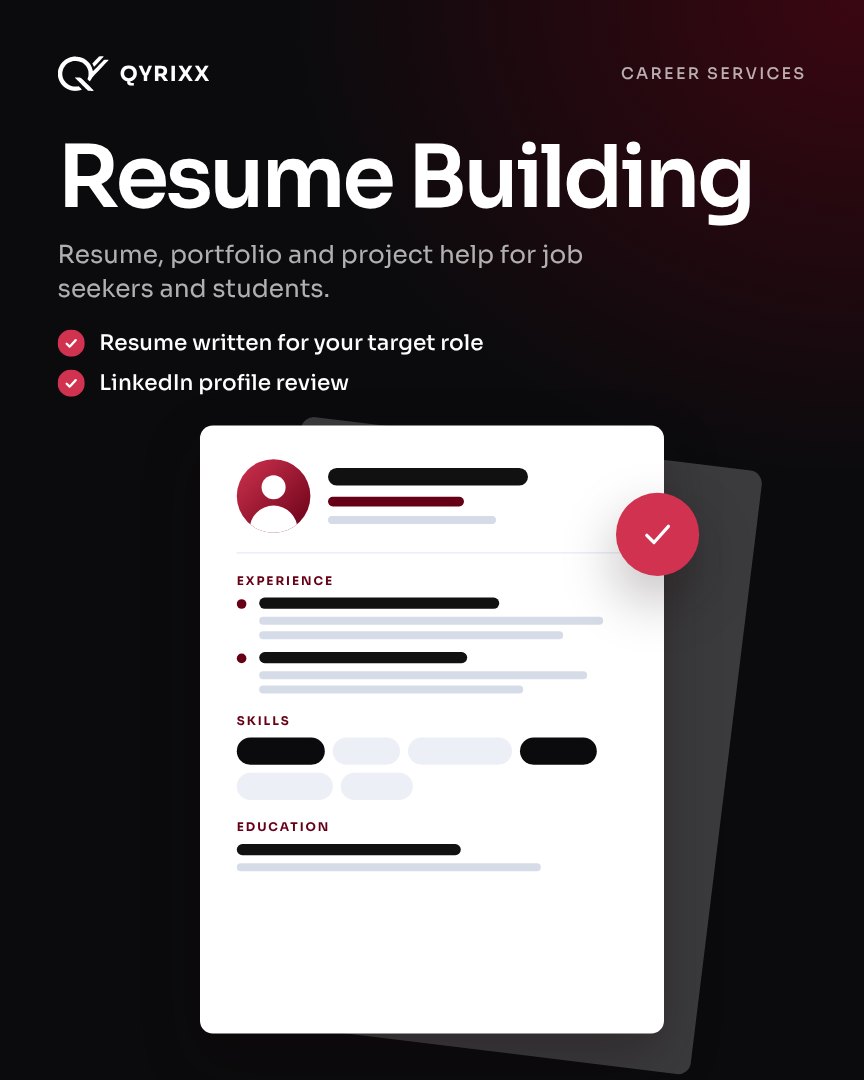 QYRIXX
CAREER SERVICES
Resume Building
Resume, portfolio and project help for job
seekers and students.
Resume written for your target role
LinkedIn profile review
EXPERIENCE
SKILLS
EDUCATION